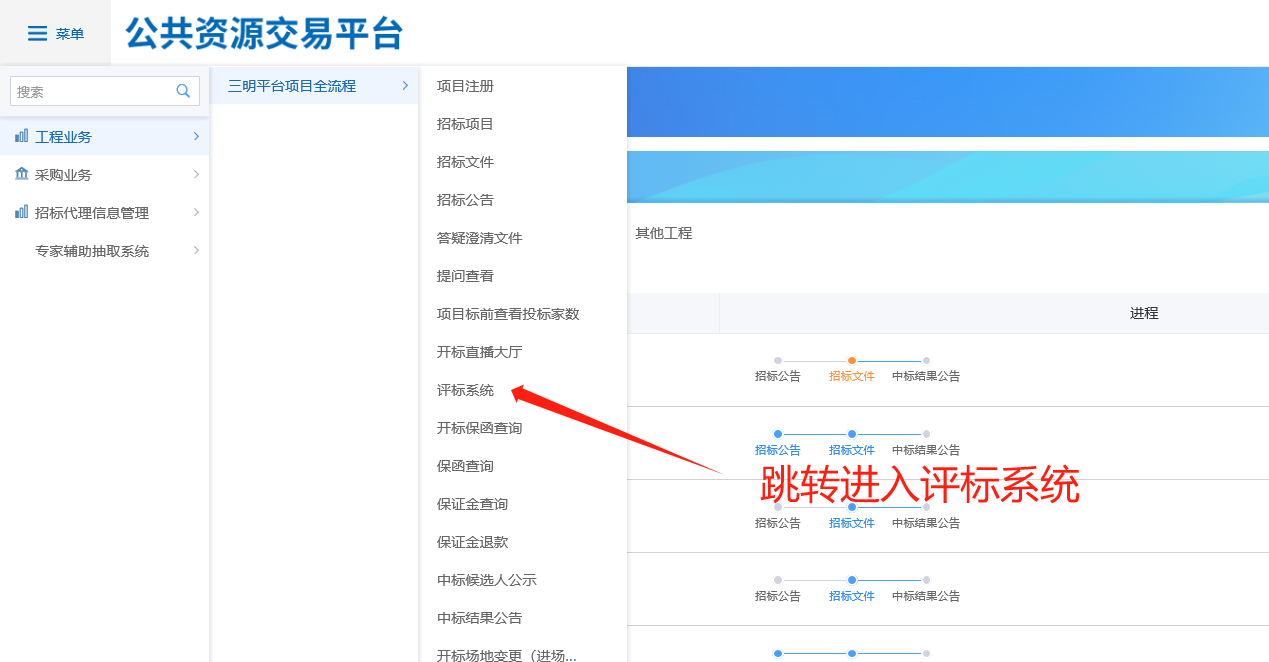 菜单
公共资源交易平台
搜索
工程业务
采购业务
招标代理信息管理
专家辅助抽取系统
三明平台项目全流程
项目注册
招标项目
招标文件
招标公告
答疑澄清文件
提问查看
项目标前查看投标家数
开标直播大厅
评标系统
开标保函查询
保函查询
保证金查询
保证金退款
中标候选人公示
中标结果公告
开标场地变更（进场...
其他工程
进程
招标公告 招标文件 中标结果公告
招标公告 招标文件 中标结果公告
跳转进入评标系统
招标公告 招标文件 中标结果公告
招标公告 招标文件 中标结果公告